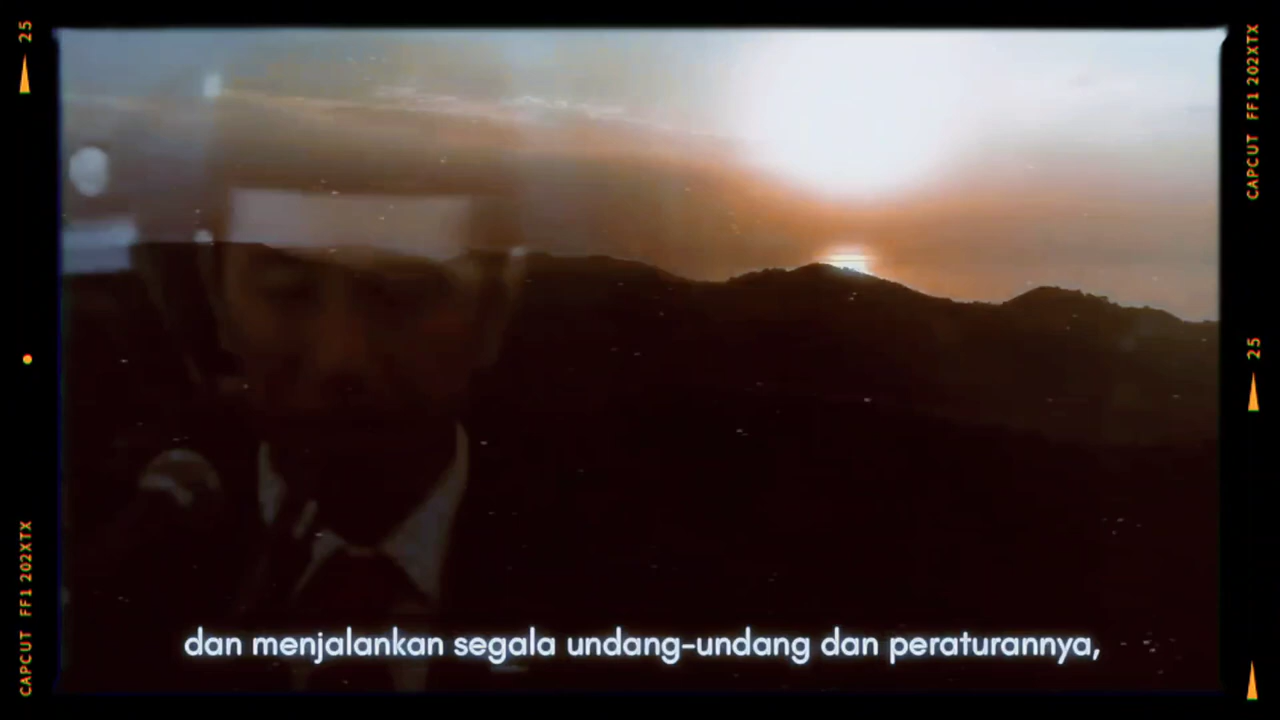 25
CAPCUT FF1 202XTX
CAPCUT FF1 202XTX
25
dan menjalankan segala undang-undang dan peraturannya,